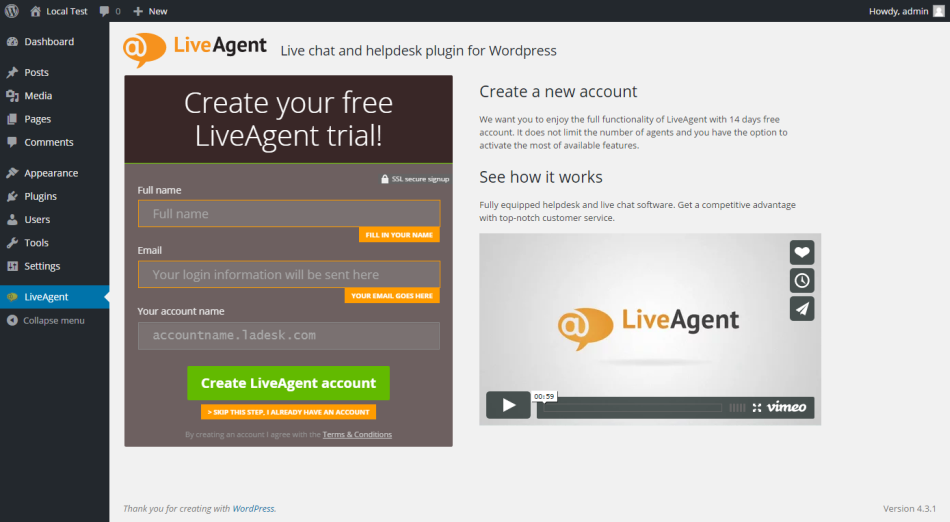 Local Test 0 New Howdy, admin
Dashboard
Posts
Media
Pages
Comments
Appearance
Plugins
Users
Tools
Settings
LiveAgent
Collapse menu
@ LiveAgent Live chat and helpdesk plugin for Wordpress
Create your free
LiveAgent trial!
SSL secure signup
Full name
Full name
FILL IN YOUR NAME
Email
Your login information will be sent here
YOUR EMAIL GOES HERE
Your account name
accountname.ladesk.com
Create LiveAgent account
> SKIP THIS STEP, I ALREADY HAVE AN ACCOUNT
By creating an account I agree with the Terms & Conditions
Create a new account
We want you to enjoy the full functionality of LiveAgent with 14 days free
account. It does not limit the number of agents and you have the option to
activate the most of available features.
See how it works
Fully equipped helpdesk and live chat software. Get a competitive advantage
with top-notch customer service.
@ LiveAgent
00:59
vimeo
Thank you for creating with WordPress.
Version 4.3.1